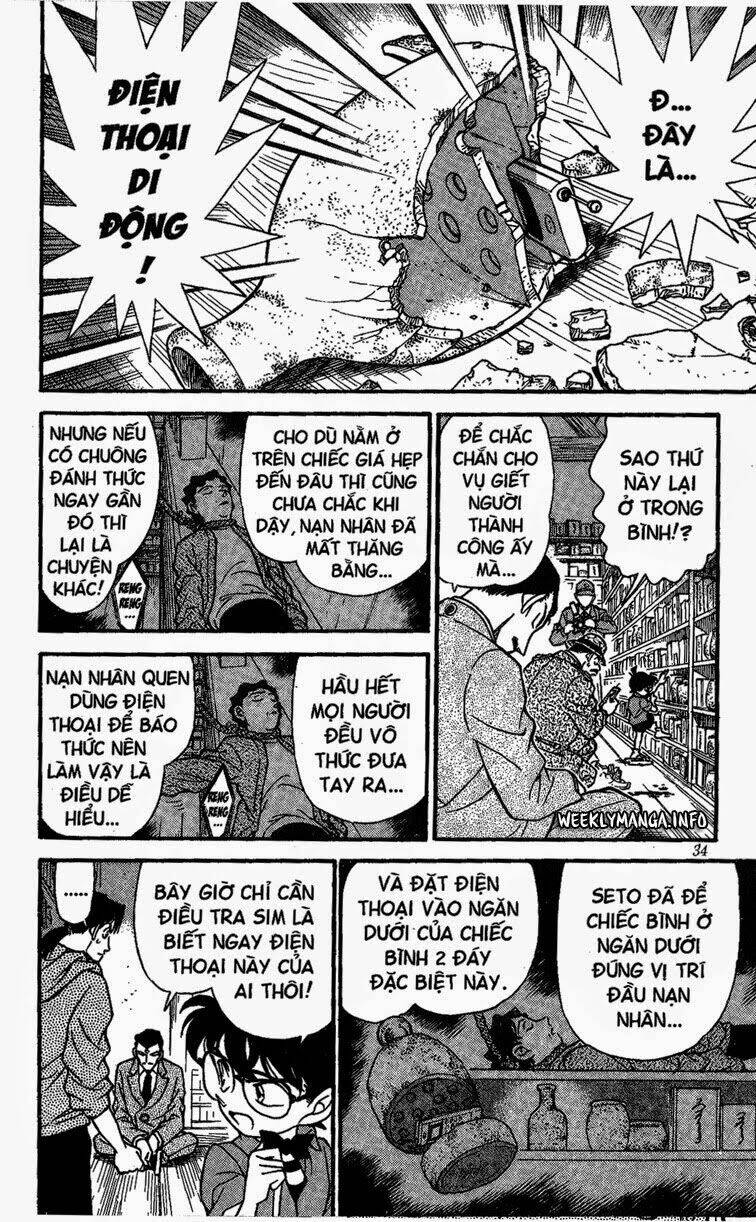 Đ...
ĐÂY
LÀ...
ĐIỆN
THOẠI
DI
ĐỘNG
!
SAO THỨ
NÀY LẠI
Ở TRONG
BÌNH!?
ĐỂ CHẮC
CHẮN CHO
VỤ GIẾT
NGƯỜI
THÀNH
CÔNG ẤY
MÀ...
CHO DÙ NẰM Ở
TRÊN CHIẾC GIÁ HẸP
ĐẾN ĐÂU THÌ CŨNG
CHƯA CHẮC KHI
DẬY, NẠN NHÂN ĐÃ
MẤT THĂNG
BẰNG...
NHƯNG NẾU
CÓ CHUÔNG
ĐÁNH THỨC
NGAY GẦN
ĐÓ THÌ
LẠI LÀ
CHUYỆN
KHÁC!
RENG
RENG
...
HẦU HẾT
MỌI NGƯỜI
ĐỀU VÔ
THỨC ĐƯA
TAY RA...
NẠN NHÂN QUEN
DÙNG ĐIỆN
THOẠI ĐỂ BÁO
THỨC NÊN
LÀM VẬY LÀ
ĐIỀU DỄ
HIỂU...
RENG
RENG
...
WEEKLYMANGA.INFO
34
SETO ĐÃ ĐỂ
CHIẾC BÌNH Ở
NGĂN DƯỚI
ĐÚNG VỊ TRÍ
ĐẦU NẠN
NHÂN...
VÀ ĐẶT ĐIỆN
THOẠI VÀO NGĂN
DƯỚI CỦA CHIẾC
BÌNH 2 ĐÁY
ĐẶC BIỆT NÀY.
BÂY GIỜ CHỈ CẦN
ĐIỀU TRA SIM LÀ
BIẾT NGAY ĐIỆN
THOẠI NÀY CỦA
AI THÔI!
.....